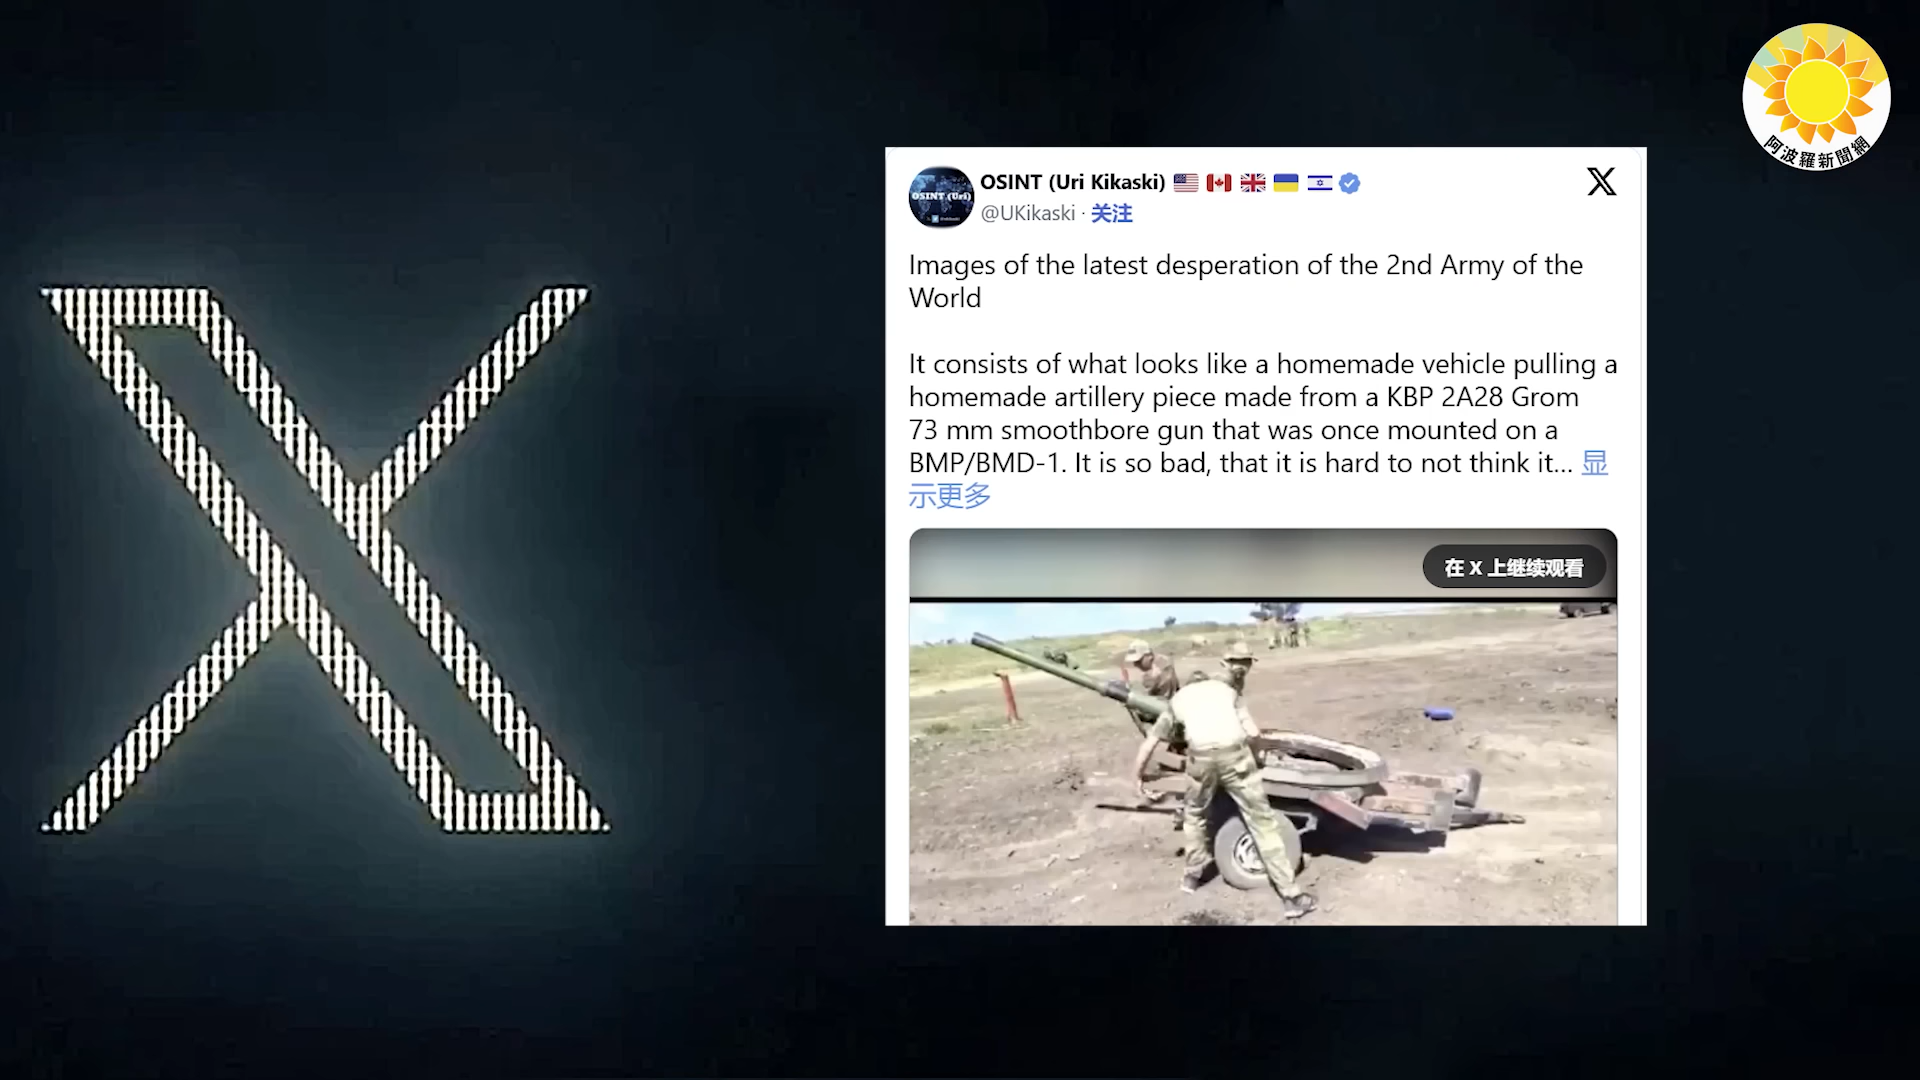 阿波羅新聞網
OSINT (Uri)
OSINT (Uri Kikaski)
@UKikaski · 关注
Images of the latest desperation of the 2nd Army of the
World
It consists of what looks like a homemade vehicle pulling a
homemade artillery piece made from a KBP 2A28 Grom
73 mm smoothbore gun that was once mounted on a
BMP/BMD-1. It is so bad, that it is hard to not think it... 显
示更多
在 X 上继续观看